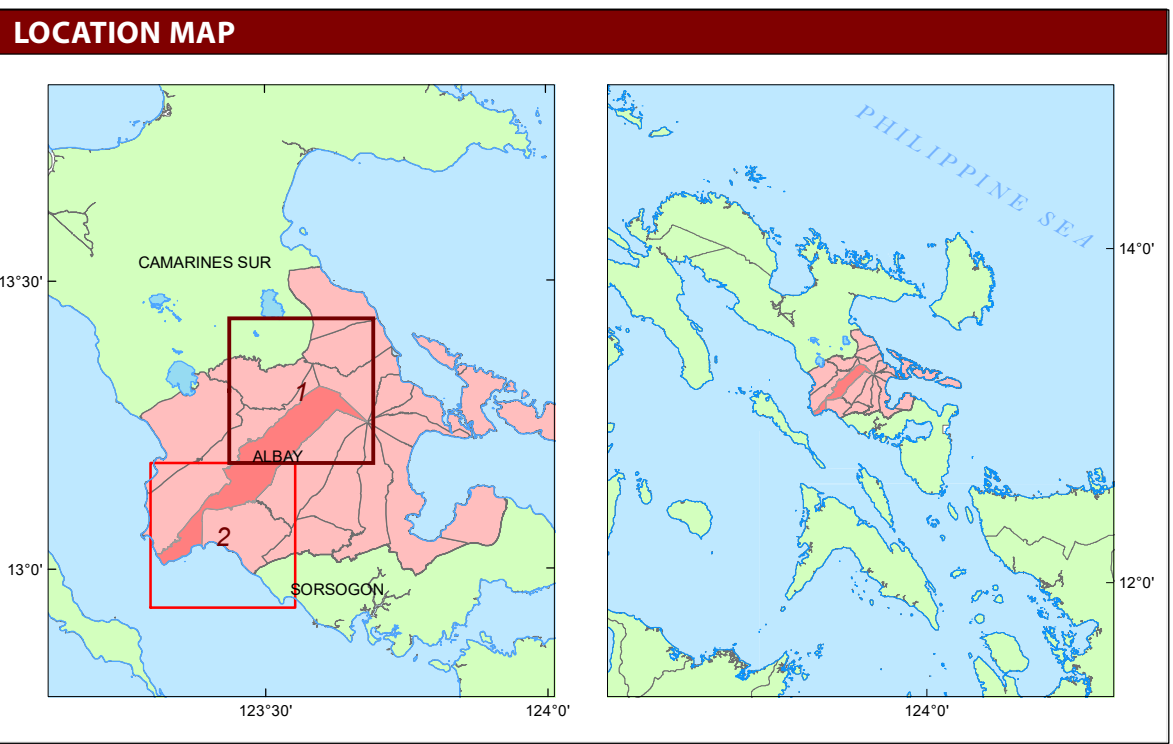 LOCATION MAP
PHILIPPINE SEA
14°0'
CAMARINES SUR
13°30'
1
ALBAY
2
13°0'
SORSOGON
12°0'
123°30'
124°0'
124°0'